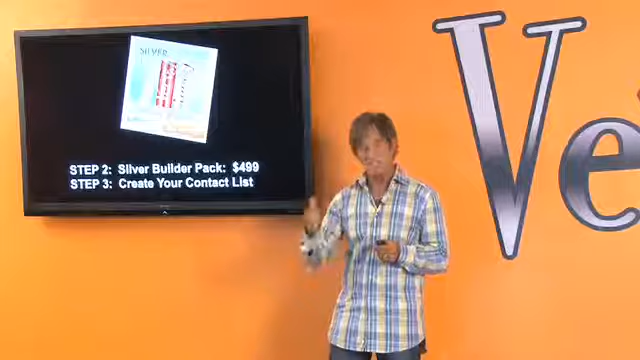 SILVER
STEP 2: Silver Builder Pack: $499
STEP 3: Create Your Contact List
Ve